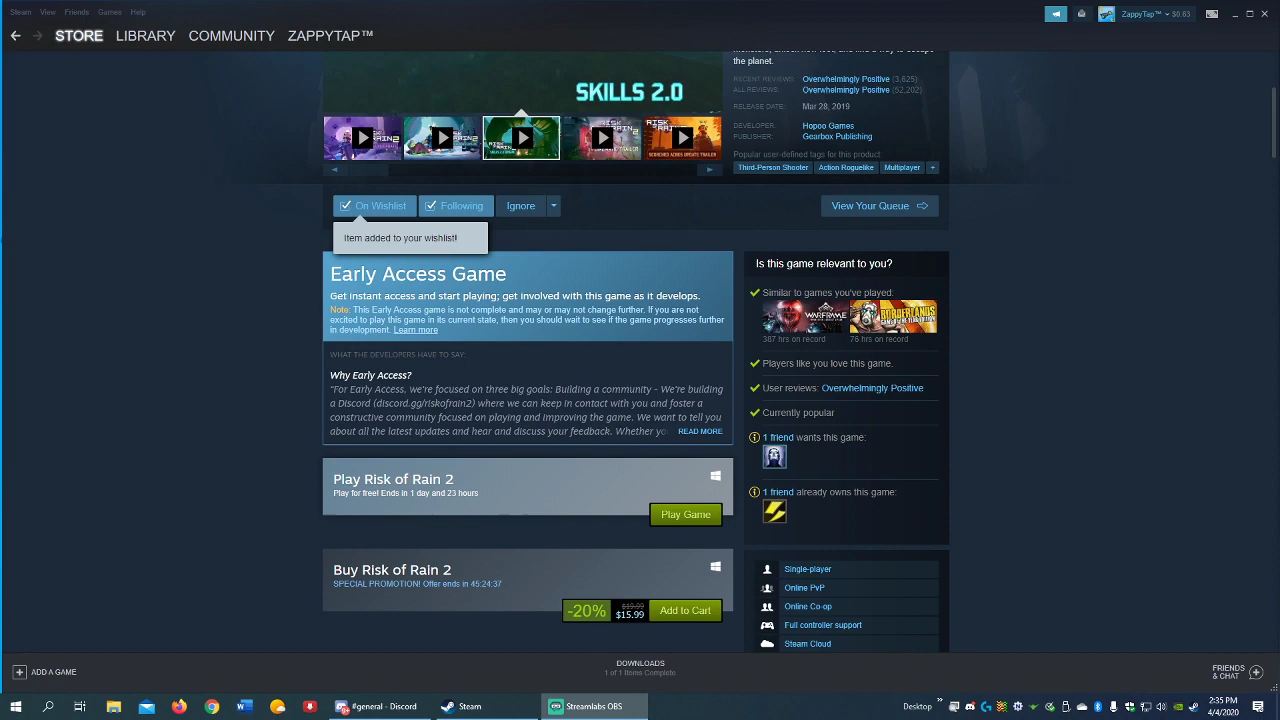 Steam View Friends Games Help
ZAPPYTAP™ $0.63
STORE LIBRARY COMMUNITY ZAPPYTAP™
the planet.
SKILLS 2.0
RECENT REVIEWS: Overwhelmingly Positive (3,625)
ALL REVIEWS: Overwhelmingly Positive (52,202)
RELEASE DATE: Mar 28, 2019
DEVELOPER: Hopoo Games
PUBLISHER: Gearbox Publishing
Popular user-defined tags for this product:
Third-Person Shooter Action Roguelike Multiplayer
On Wishlist Following Ignore View Your Queue
Item added to your wishlist!
Early Access Game
Get instant access and start playing; get involved with this game as it develops.
Note: This Early Access game is not complete and may or may not change further. If you are
excited to play this game in its current state, then you should wait to see if the game progresses further
in development. Learn more
WHAT THE DEVELOPERS HAVE TO SAY:
Why Early Access?
"For Early Access, we're focused on three big goals: Building a community - We're building
a Discord (discord.gg/riskofrain2) where we can keep in contact with you and foster a
constructive community focused on playing and improving the game. We want to tell you
about all the latest updates and hear and discuss your feedback. Whether READ MORE
Play Risk of Rain 2
Play for free! Ends in 1 day and 23 hours
Play Game
Buy Risk of Rain 2
SPECIAL PROMOTION! Offer ends in 45:24:37
-20% $19.99 $15.99 Add to Cart
Is this game relevant to you?
Similar to games you've played:
WARFRAME BORDERLANDS
387 hrs on record 76 hrs on record
Players like you love this game.
User reviews: Overwhelmingly Positive
Currently popular
1 friend wants this game:
1 friend already owns this game:
Single-player
Online PvP
Online Co-op
Full controller support
Steam Cloud
ADD A GAME
DOWNLOADS
1 of 1 Items Complete
FRIENDS
& CHAT
#general - Discord Steam Streamlabs OBS Desktop
2:35 PM
4/4/2020